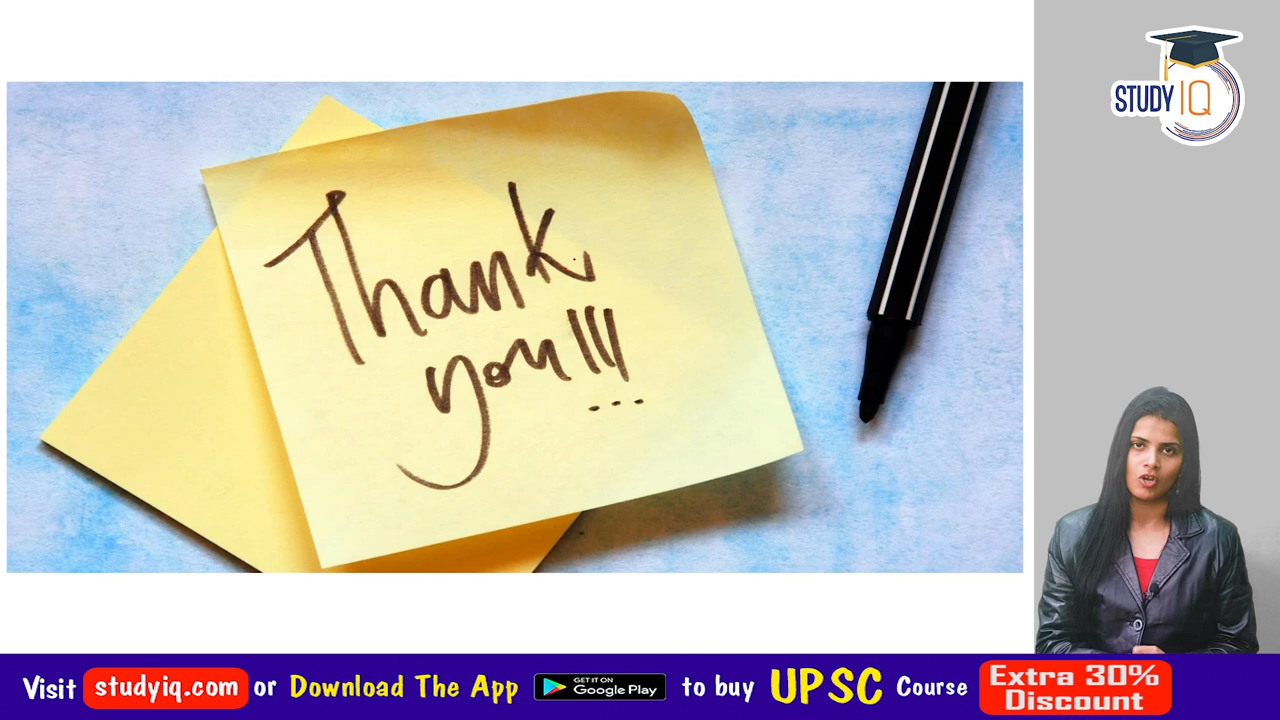 Thank
you!!!
STUDY IQ
Visit studyiq.com or Download The App GET IT ON Google Play to buy UPSC Course Extra 30% Discount